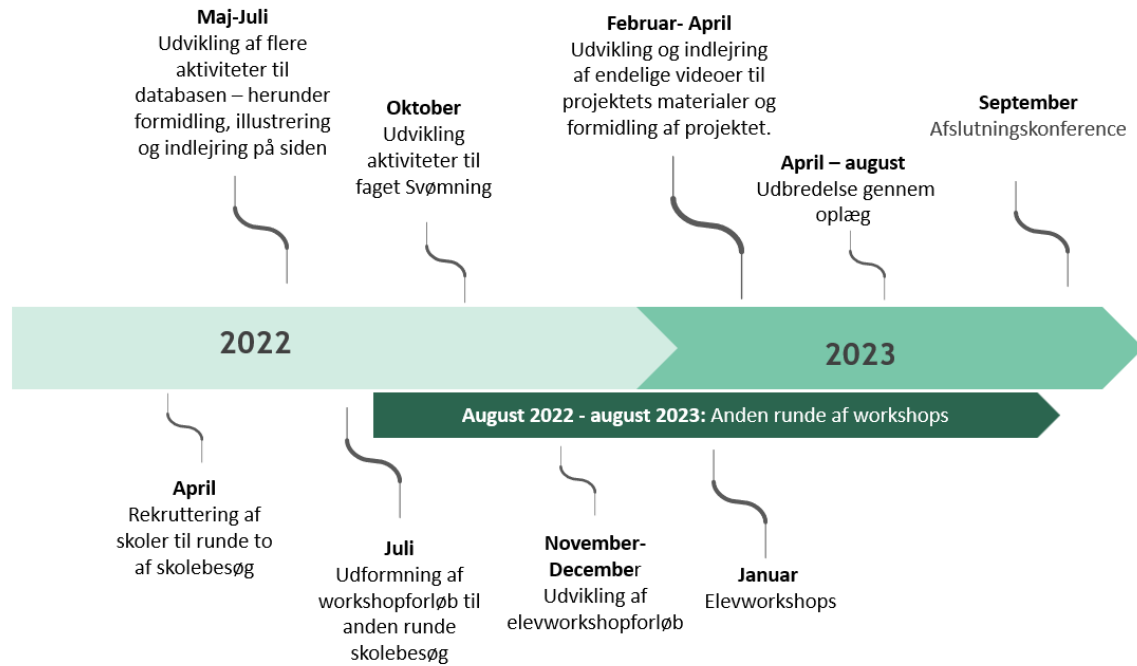 Maj-Juli
Udvikling af flere
aktiviteter til
databasen – herunder
formidling, illustrering
og indlejring på siden
Oktober
Udvikling
aktiviteter til
faget Svømning
Februar- April
Udvikling og indlejring
af endelige videoer til
projektets materialer og
formidling af projektet.
April – august
Udbredelse gennem
oplæg
September
Afslutningskonference
2022
2023
August 2022 - august 2023: Anden runde af workshops
April
Rekruttering af
skoler til runde to
af skolebesøg
Juli
Udformning af
workshopforløb til
anden runde
skolebesøg
November-
December
Udvikling af
elevworkshopforløb
Januar
Elevworkshops